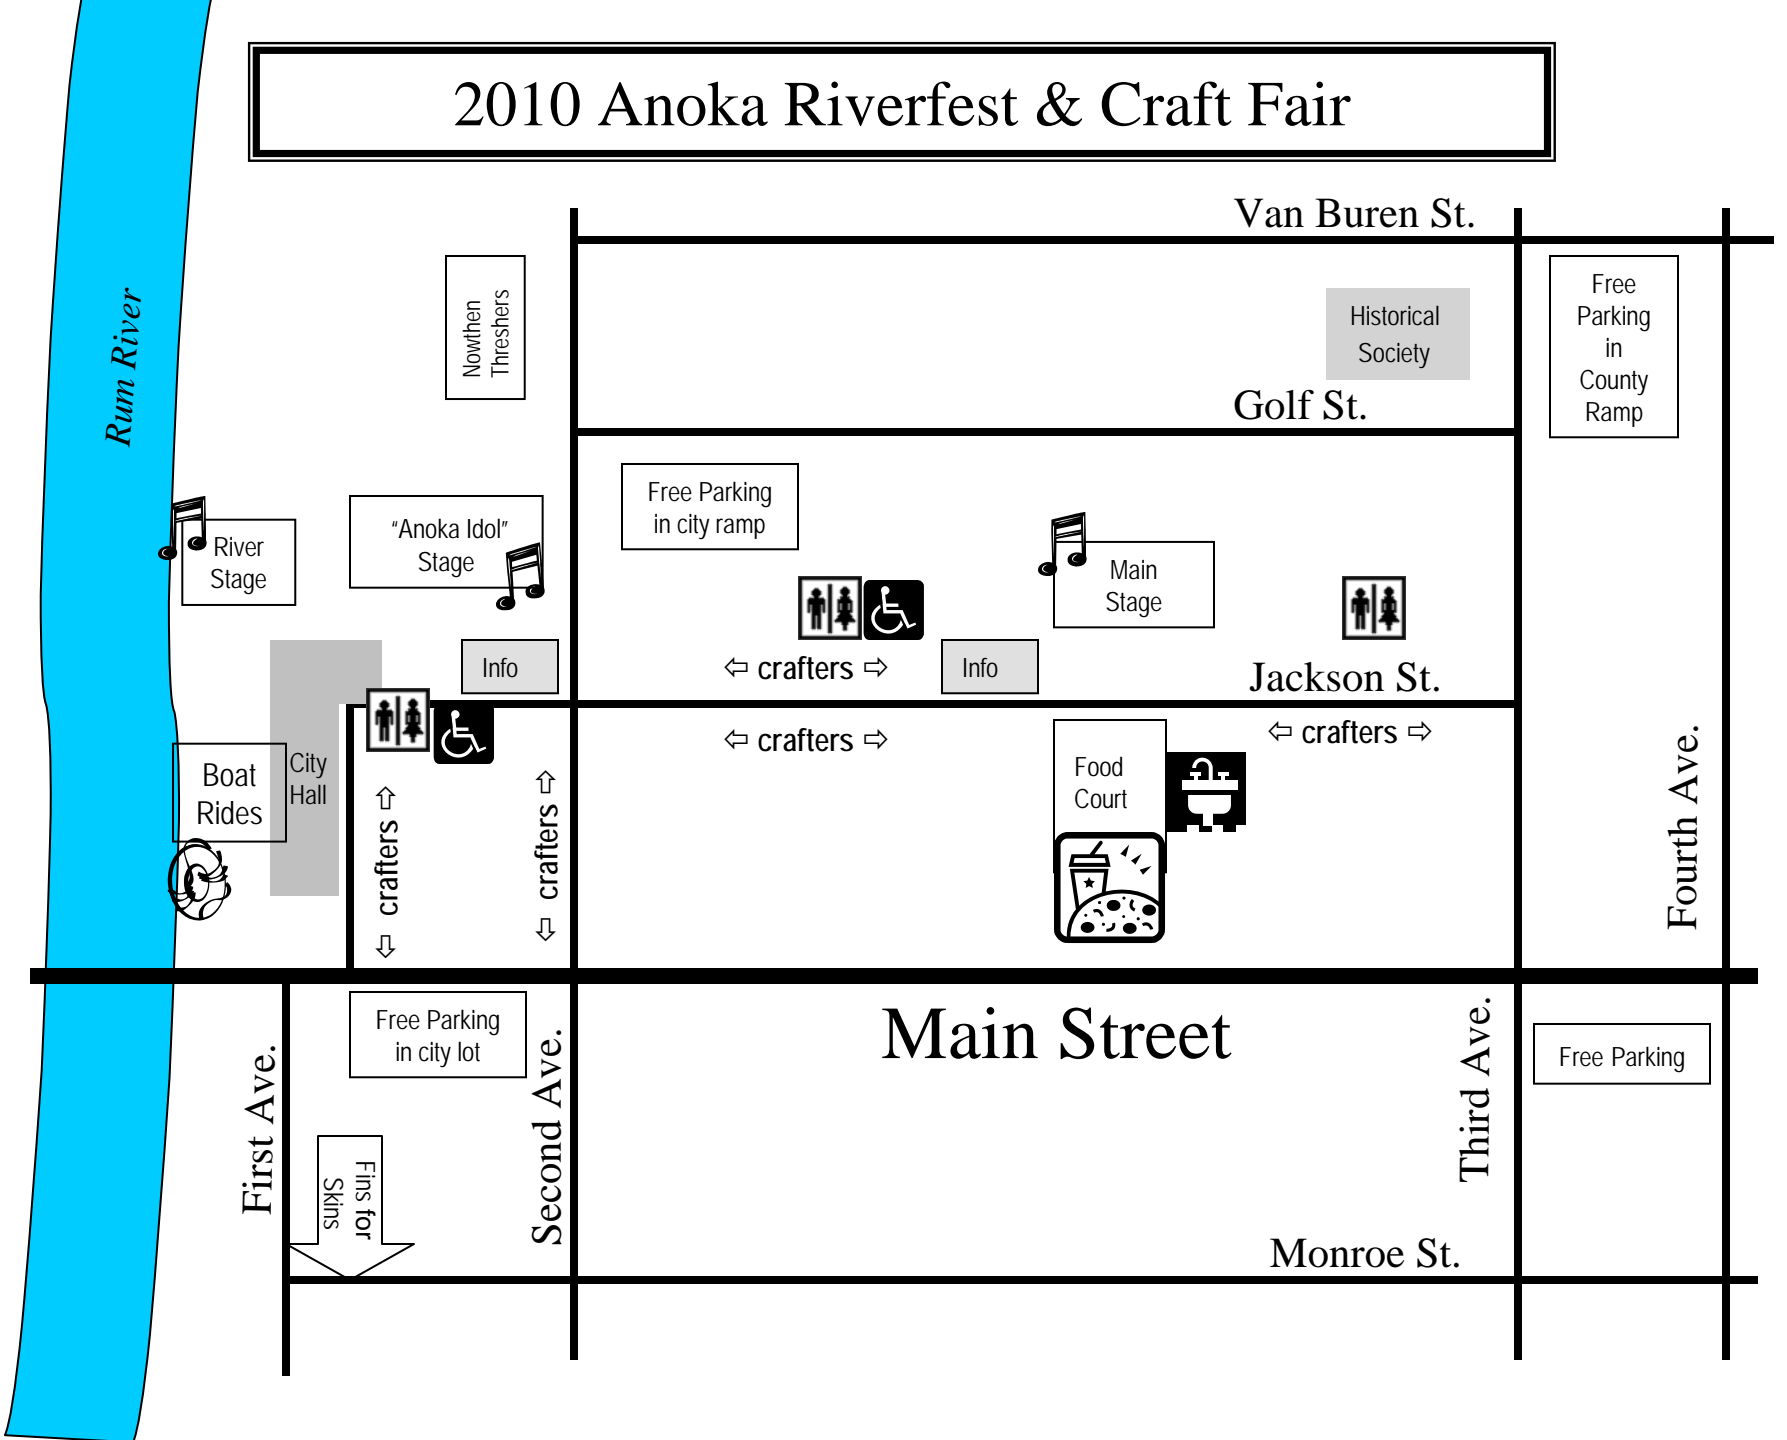 2010 Anoka Riverfest & Craft Fair
Van Buren St.
Rum River
Nowthen
Threshers
Historical
Society
Free
Parking
in
County
Ramp
Golf St.
Free Parking
in city ramp
River
Stage
“Anoka Idol”
Stage
Main
Stage
Info
⇦ crafters ⇨
Info
Jackson St.
⇦ crafters ⇨
⇦ crafters ⇨
Boat
Rides
City
Hall
⇦ crafters ⇨
⇦ crafters ⇨
Food
Court
Fourth Ave.
Free Parking
in city lot
Main Street
Free Parking
First Ave.
Second Ave.
Third Ave.
Fins for
Skins
Monroe St.